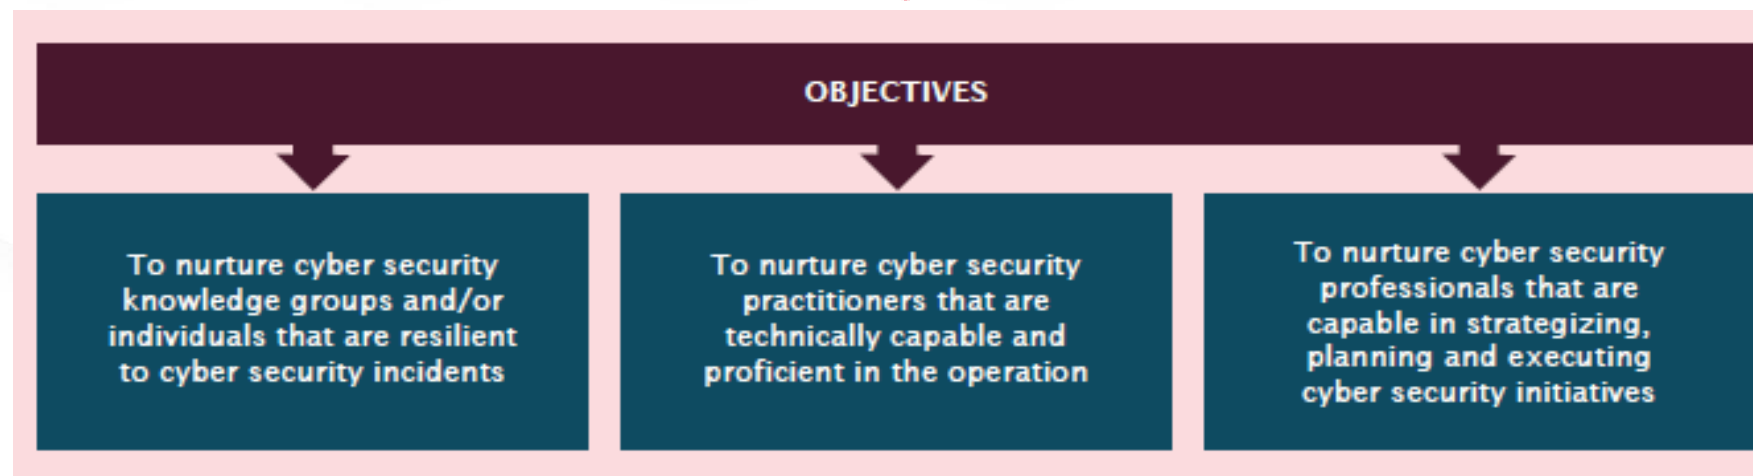 OBJECTIVES
To nurture cyber security
knowledge groups and/or
individuals that are resilient
to cyber security incidents
To nurture cyber security
practitioners that are
technically capable and
proficient in the operation
To nurture cyber security
professionals that are
capable in strategizing,
planning and executing
cyber security initiatives